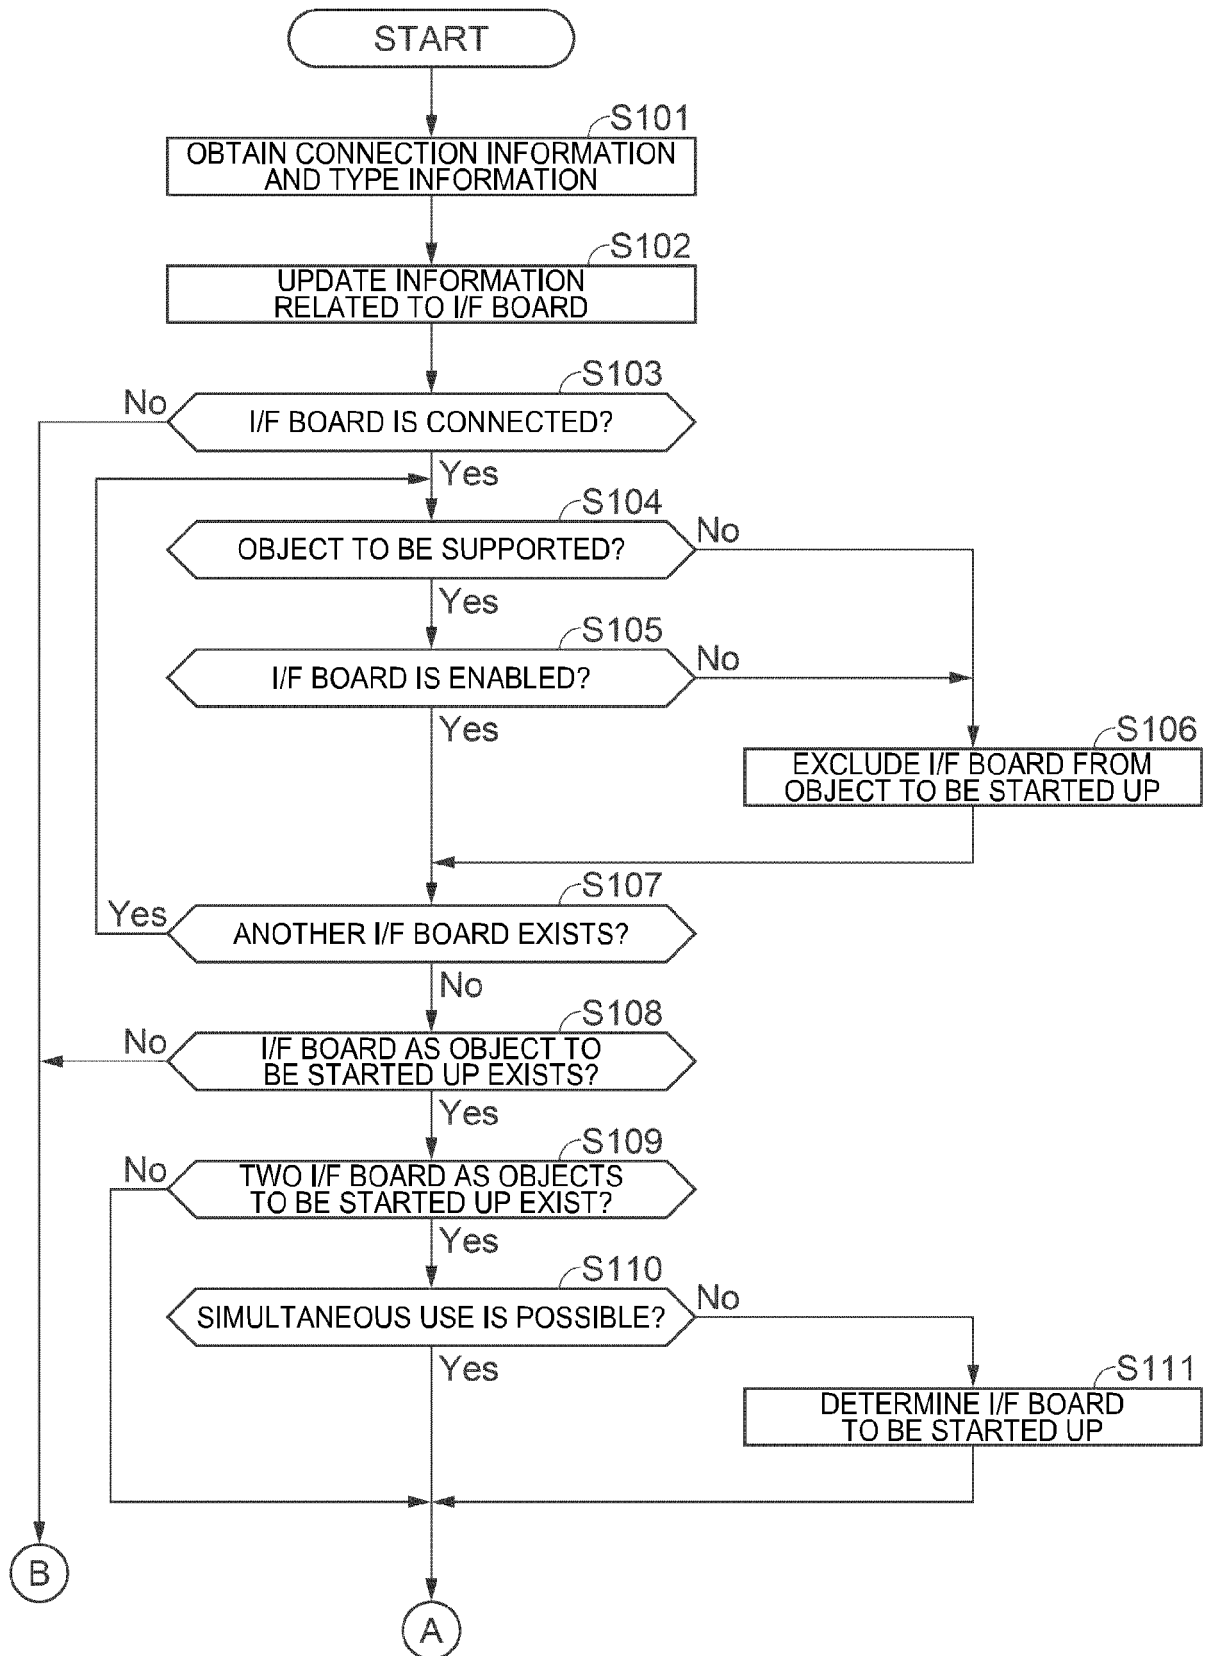 START
S101
OBTAIN CONNECTION INFORMATION
AND TYPE INFORMATION
S102
UPDATE INFORMATION
RELATED TO I/F BOARD
S103
No
I/F BOARD IS CONNECTED?
Yes
S104
No
OBJECT TO BE SUPPORTED?
Yes
S105
No
I/F BOARD IS ENABLED?
Yes
S106
EXCLUDE I/F BOARD FROM
OBJECT TO BE STARTED UP
S107
Yes
ANOTHER I/F BOARD EXISTS?
No
S108
No
I/F BOARD AS OBJECT TO
BE STARTED UP EXISTS?
Yes
S109
No
TWO I/F BOARD AS OBJECTS
TO BE STARTED UP EXIST?
Yes
S110
No
SIMULTANEOUS USE IS POSSIBLE?
Yes
S111
DETERMINE I/F BOARD
TO BE STARTED UP
B
A